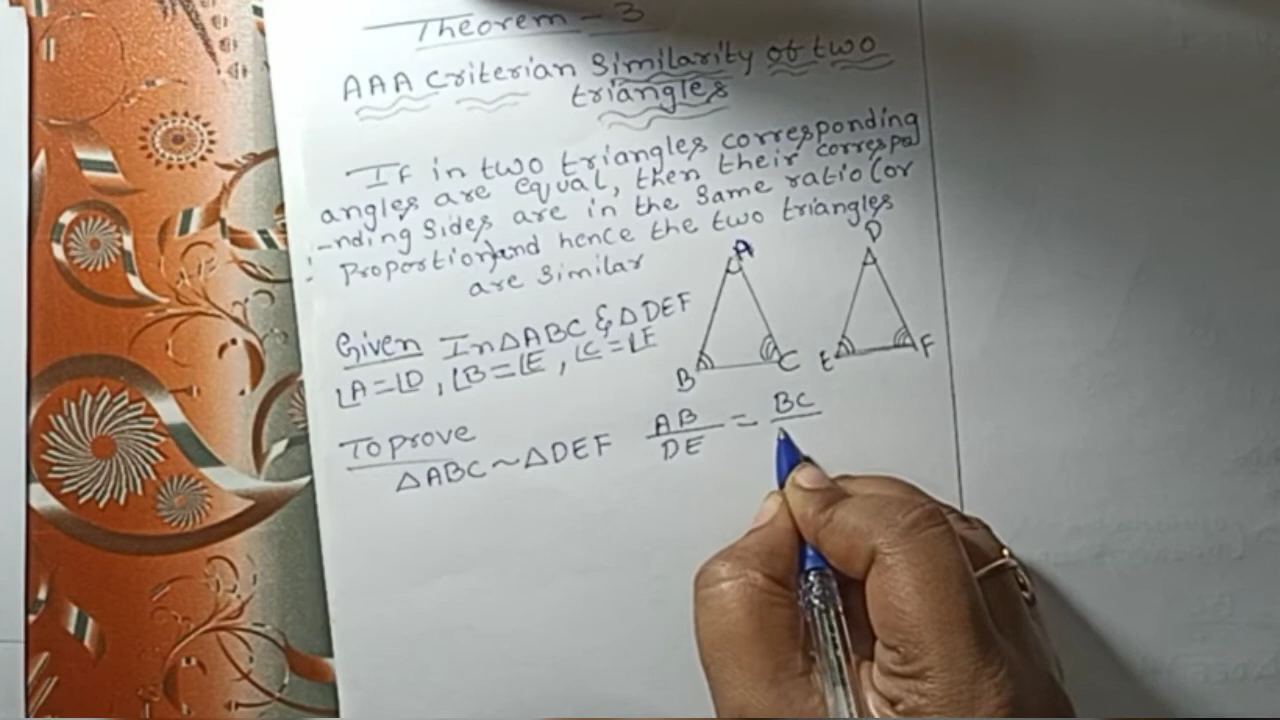 Theorem - 3
AAA Criterian Similarity of two
triangles
If in two triangles corresponding
angles are equal, then their correspo
-nding sides are in the same ratio (or
Proportion) and hence the two triangles
are similar
Given In △ABC & △DEF
∠A=∠D, ∠B=∠E, ∠C=∠F
A
B
C
D
E
F
To prove
△ABC ~ △DEF AB/DE = BC